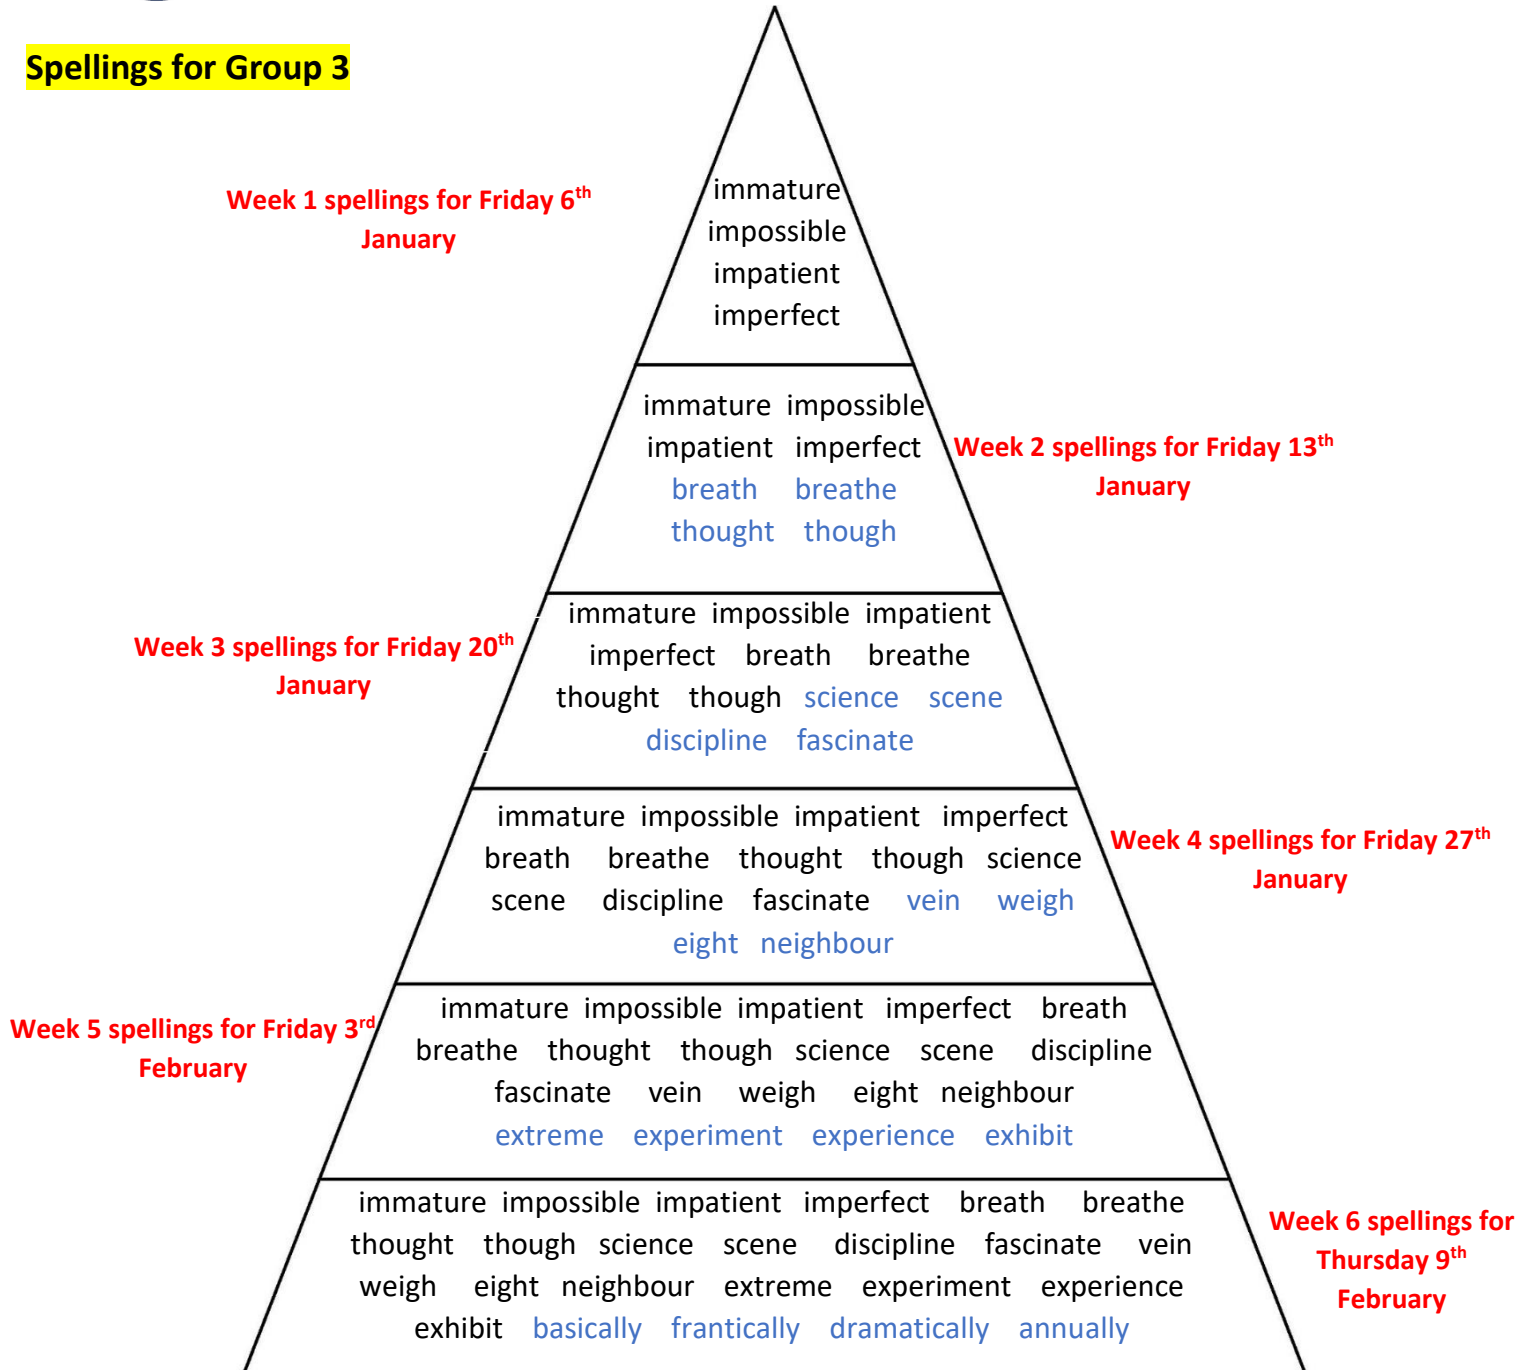 Spellings for Group 3
Week 1 spellings for Friday 6th
January
immature
impossible
impatient
imperfect
immature impossible
impatient imperfect
breath breathe
thought though
Week 2 spellings for Friday 13th
January
Week 3 spellings for Friday 20th
January
immature impossible impatient
imperfect breath breathe
thought though science scene
discipline fascinate
immature impossible impatient imperfect
breath breathe thought though science
scene discipline fascinate vein weigh
eight neighbour
Week 4 spellings for Friday 27th
January
Week 5 spellings for Friday 3rd
February
immature impossible impatient imperfect breath
breathe thought though science scene discipline
fascinate vein weigh eight neighbour
extreme experiment experience exhibit
immature impossible impatient imperfect breath breathe
thought though science scene discipline fascinate vein
weigh eight neighbour extreme experiment experience
exhibit basically frantically dramatically annually
Week 6 spellings for
Thursday 9th
February